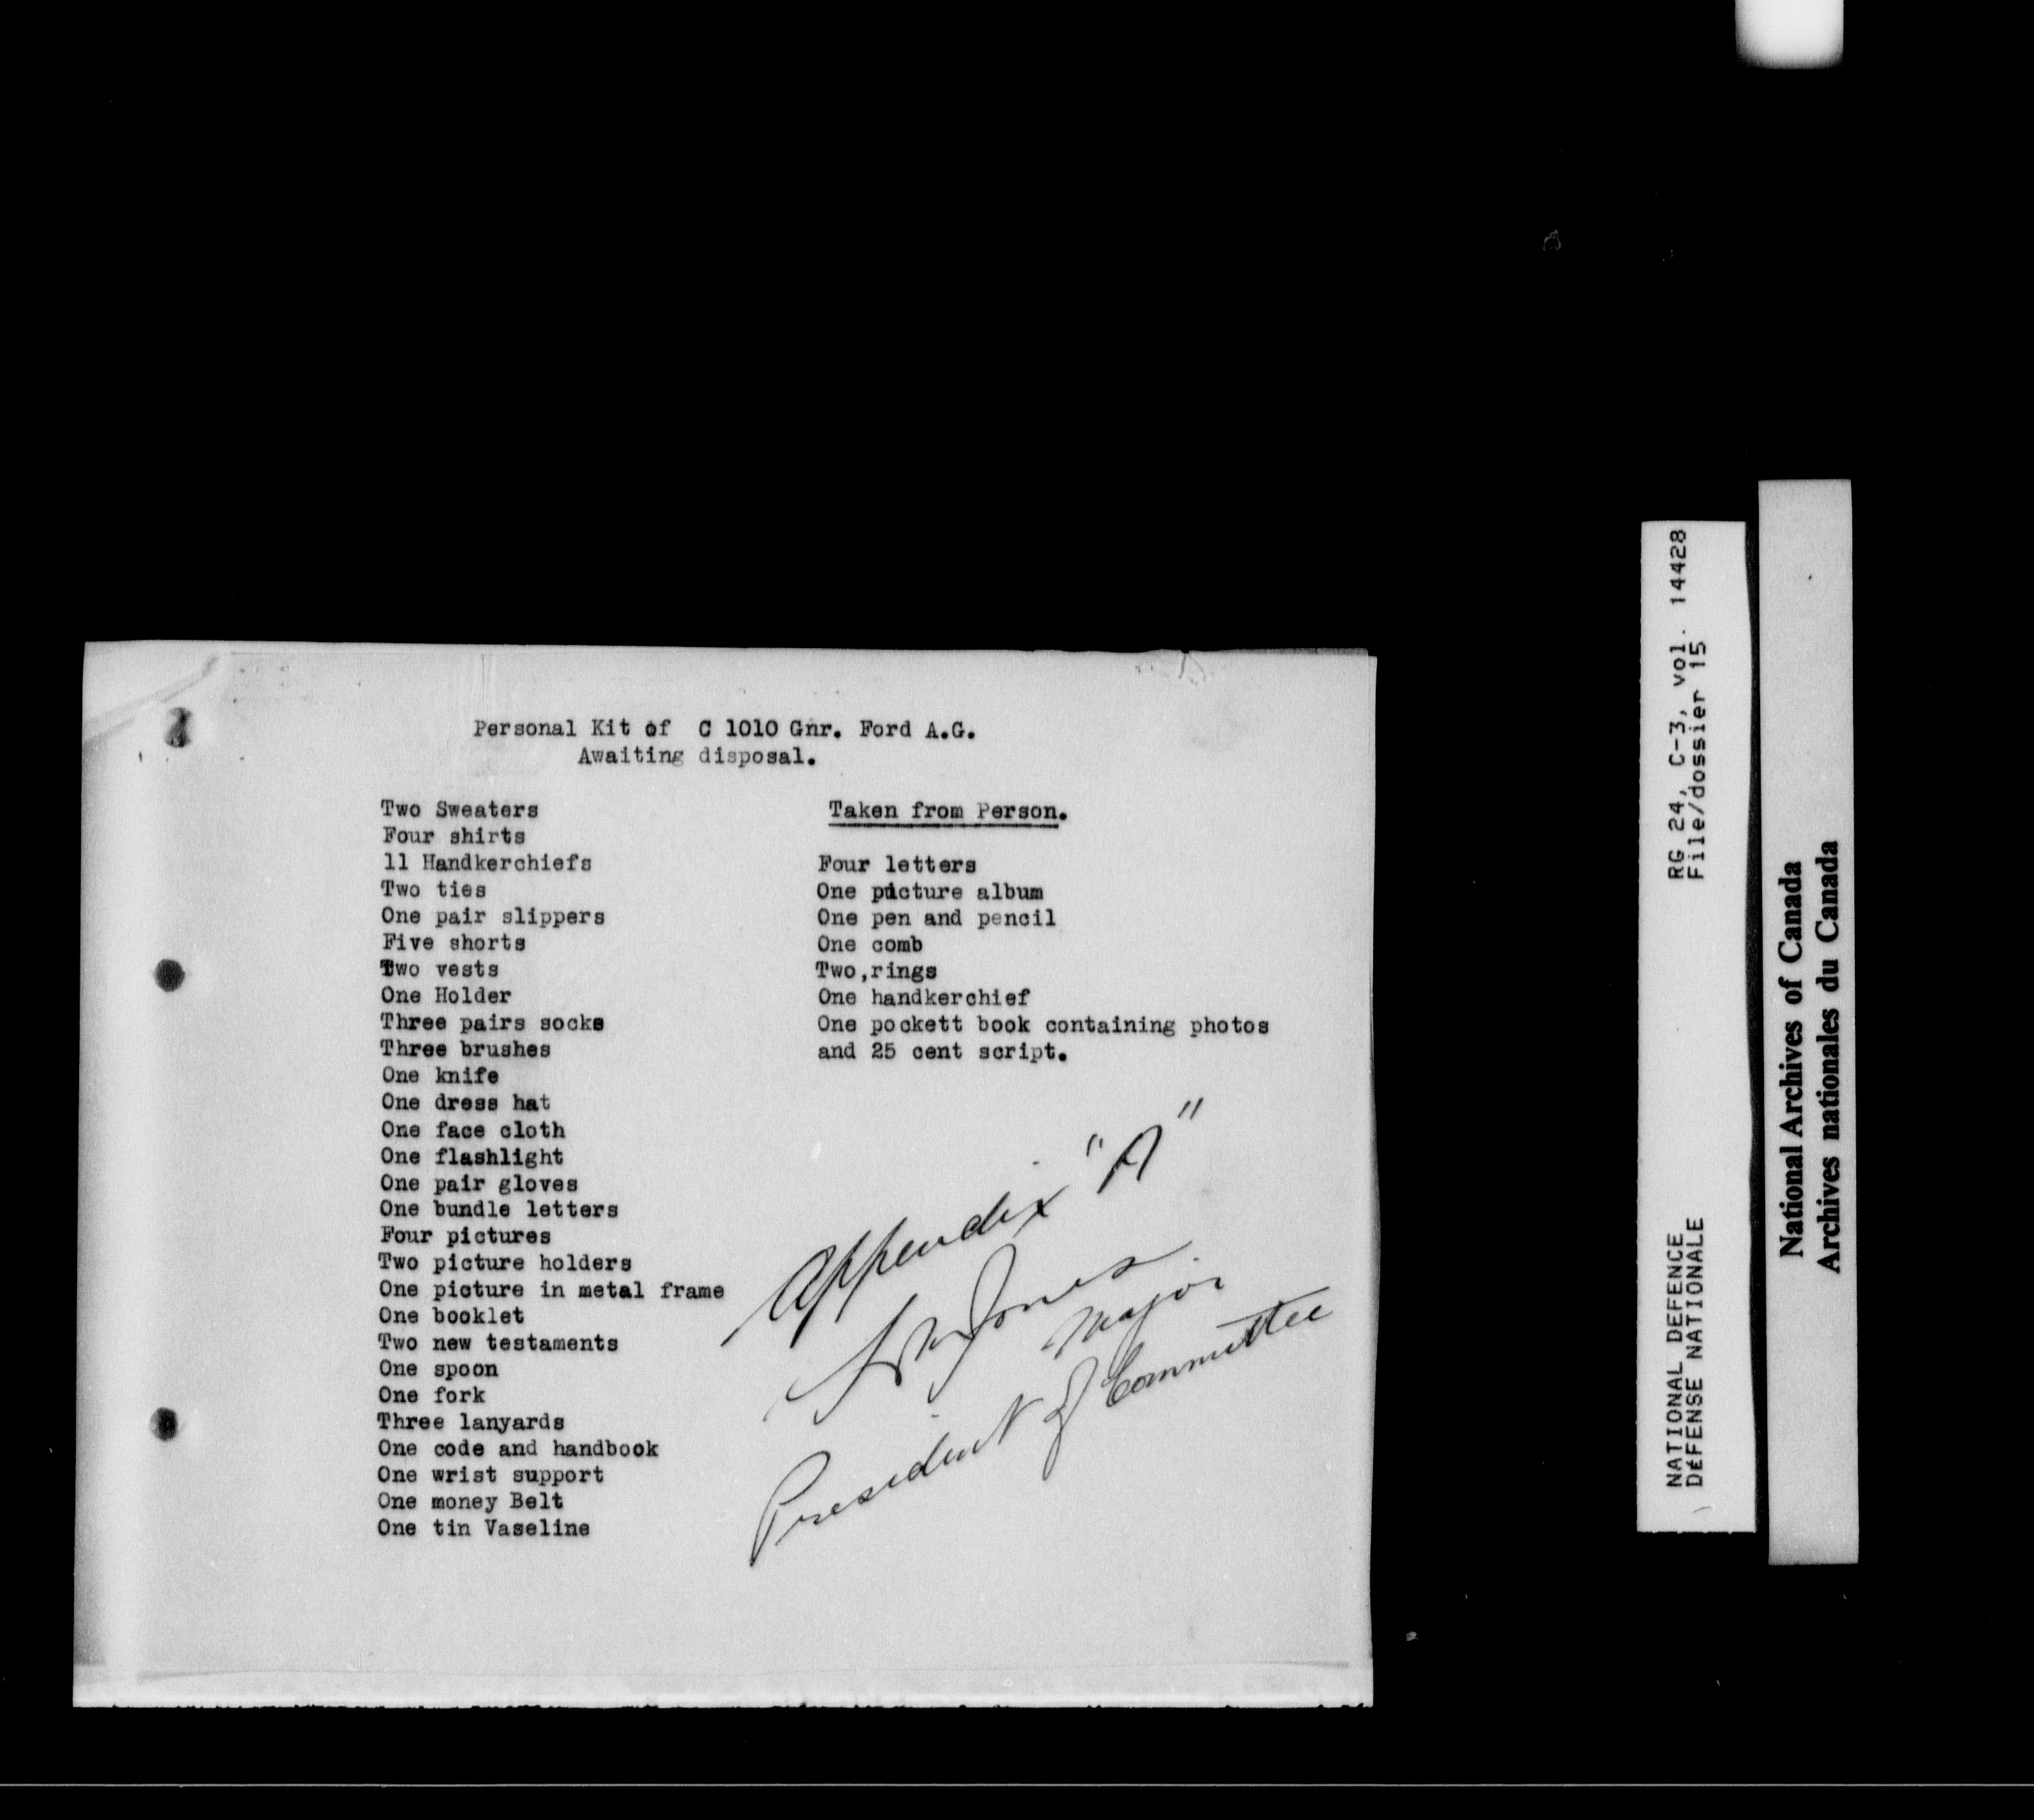 Personal Kit of C 1010 Gnr. Ford A.G.
Awaiting disposal.
Two Sweaters
Four shirts
11 Handkerchiefs
Two ties
One pair slippers
Five shorts
Two vests
One Holder
Three pairs socks
Three brushes
One knife
One dress hat
One face cloth
One flashlight
One pair gloves
One bundle letters
Four pictures
Two picture holders
One picture in metal frame
One booklet
Two new testaments
One spoon
One fork
Three lanyards
One code and handbook
One wrist support
One money Belt
One tin Vaseline
Taken from Person.
Four letters
One picture album
One pen and pencil
One comb
Two,rings
One handkerchief
One pockett book containing photos
and 25 cent script.
Appendix "A"
Jones
Major
President of Committee
RG 24, C-3, vol. 14428
File/dossier 15
NATIONAL DEFENCE
DÉFENSE NATIONALE
National Archives of Canada
Archives nationales du Canada